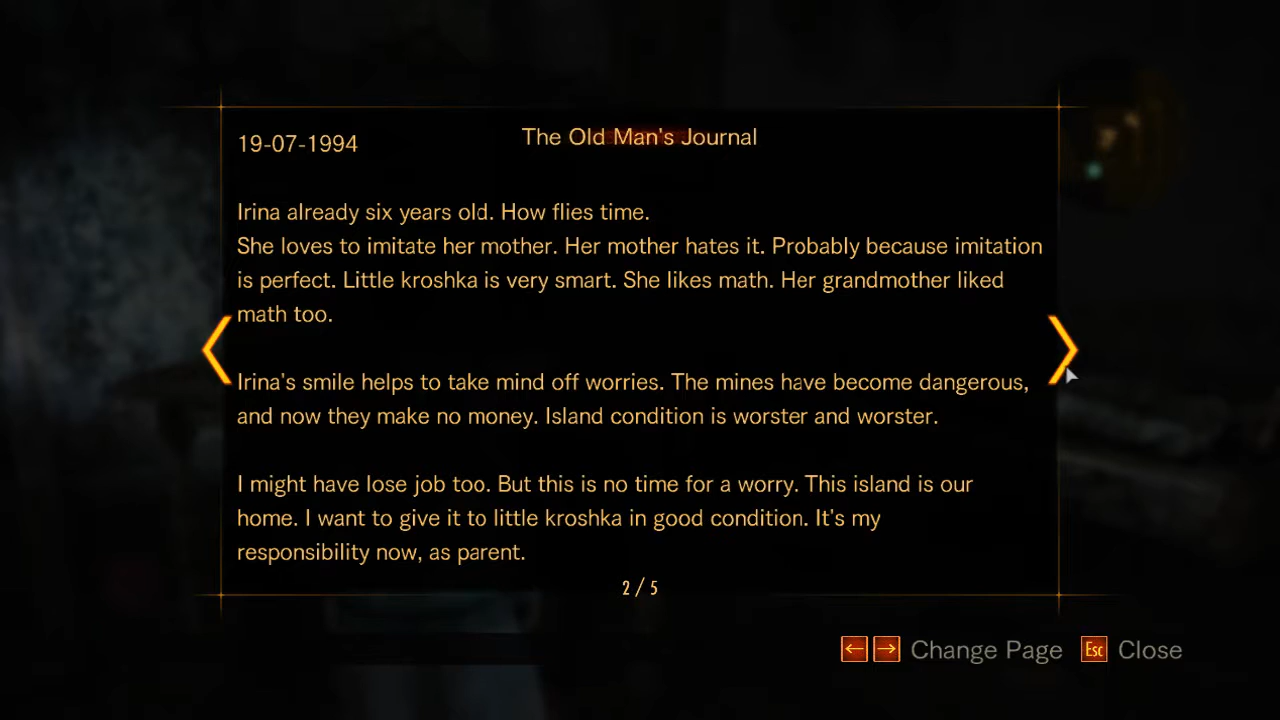 The Old Man's Journal
19-07-1994
Irina already six years old. How flies time.
She loves to imitate her mother. Her mother hates it. Probably because imitation
is perfect. Little kroshka is very smart. She likes math. Her grandmother liked
math too.
Irina's smile helps to take mind off worries. The mines have become dangerous,
and now they make no money. Island condition is worster and worster.
I might have lose job too. But this is no time for a worry. This island is our
home. I want to give it to little kroshka in good condition. It's my
responsibility now, as parent.
2 / 5
← → Change Page Esc Close